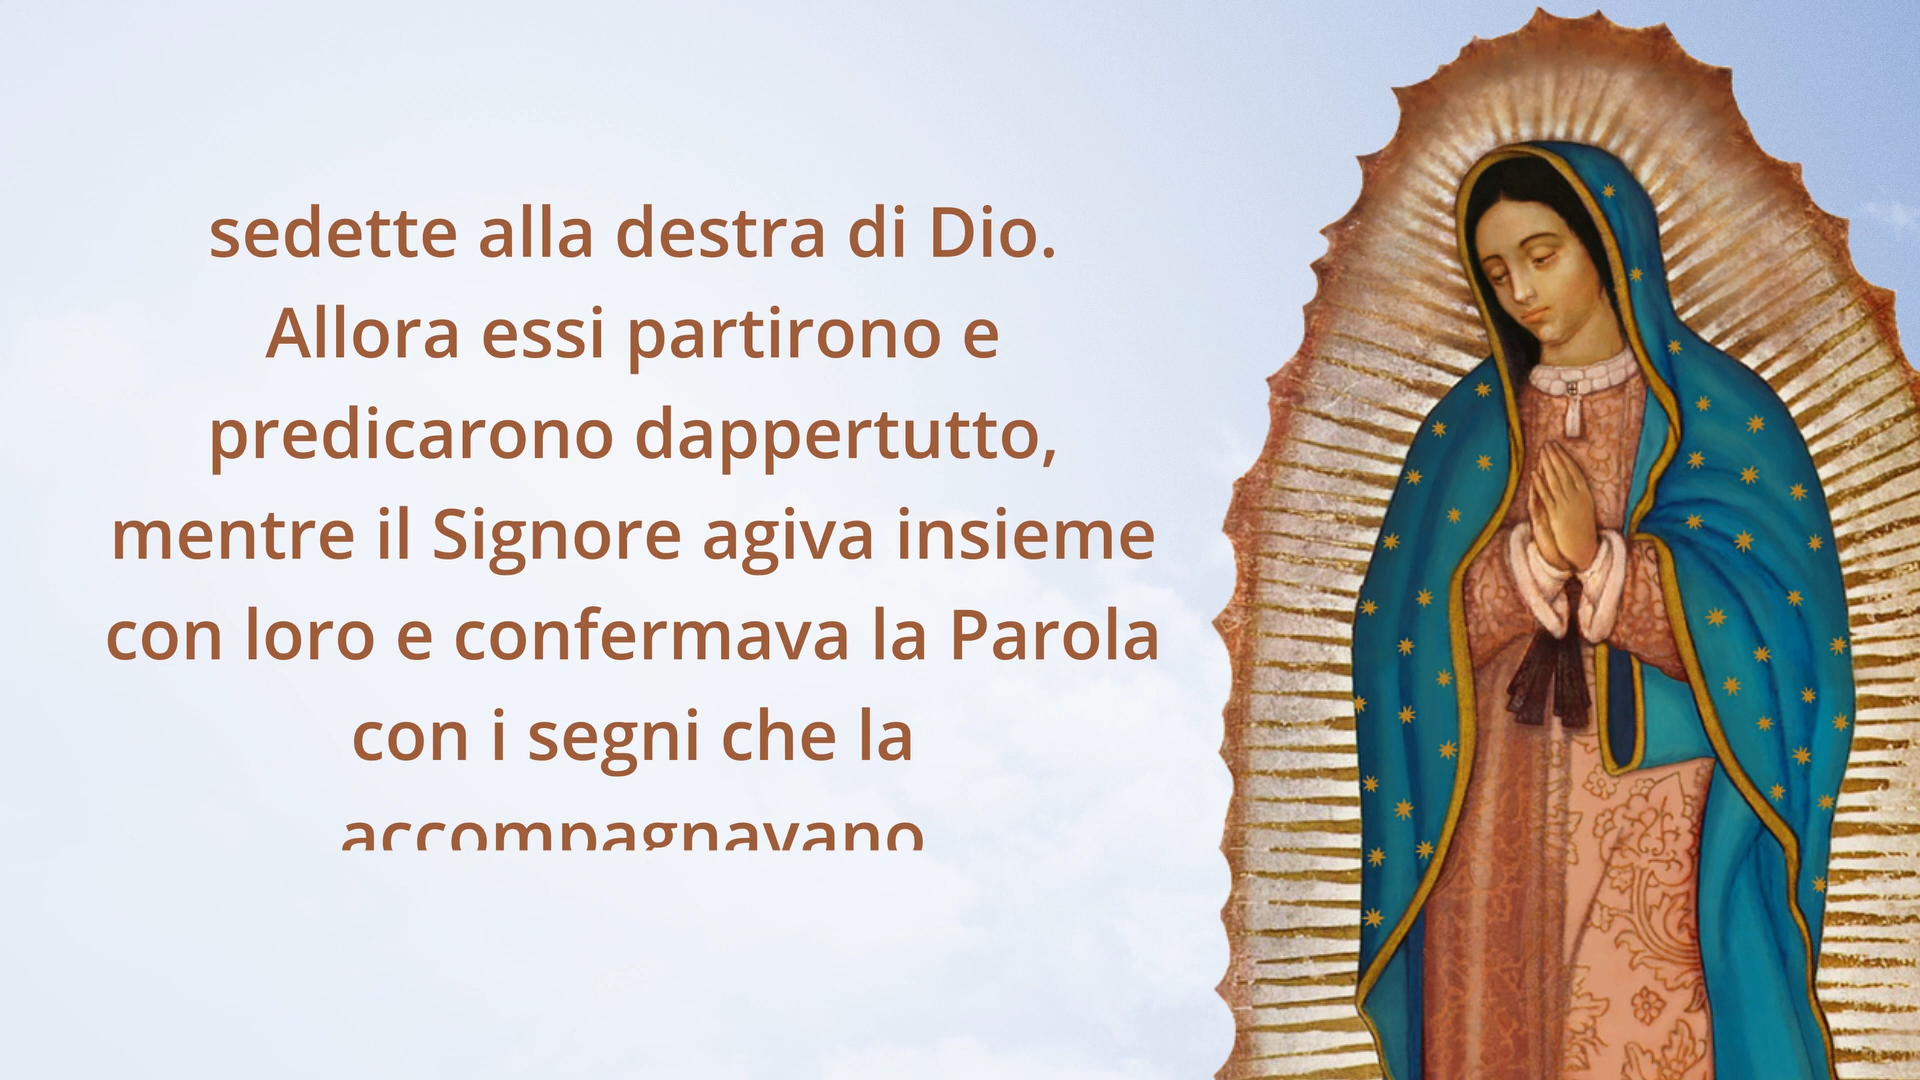 sedette alla destra di Dio.
Allora essi partirono e
predicarono dappertutto,
mentre il Signore agiva insieme
con loro e confermava la Parola
con i segni che la
accompagnavano